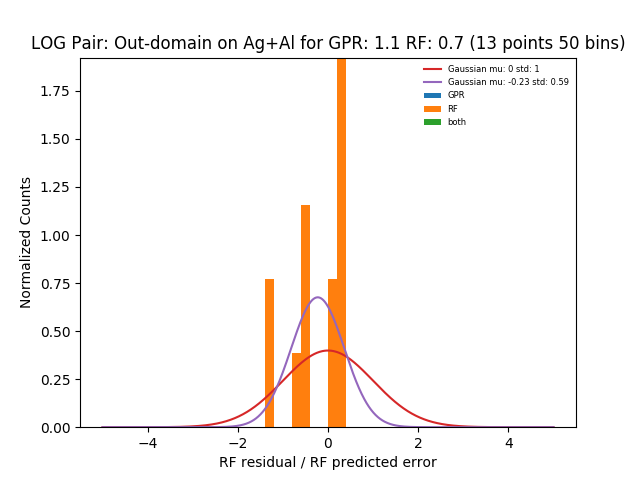 LOG Pair: Out-domain on Ag+Al for GPR: 1.1 RF: 0.7 (13 points 50 bins)
Gaussian mu: 0 std: 1
Gaussian mu: -0.23 std: 0.59
GPR
RF
both
Normalized Counts
1.75
1.50
1.25
1.00
0.75
0.50
0.25
0.00
−4
−2
0
2
4
RF residual / RF predicted error